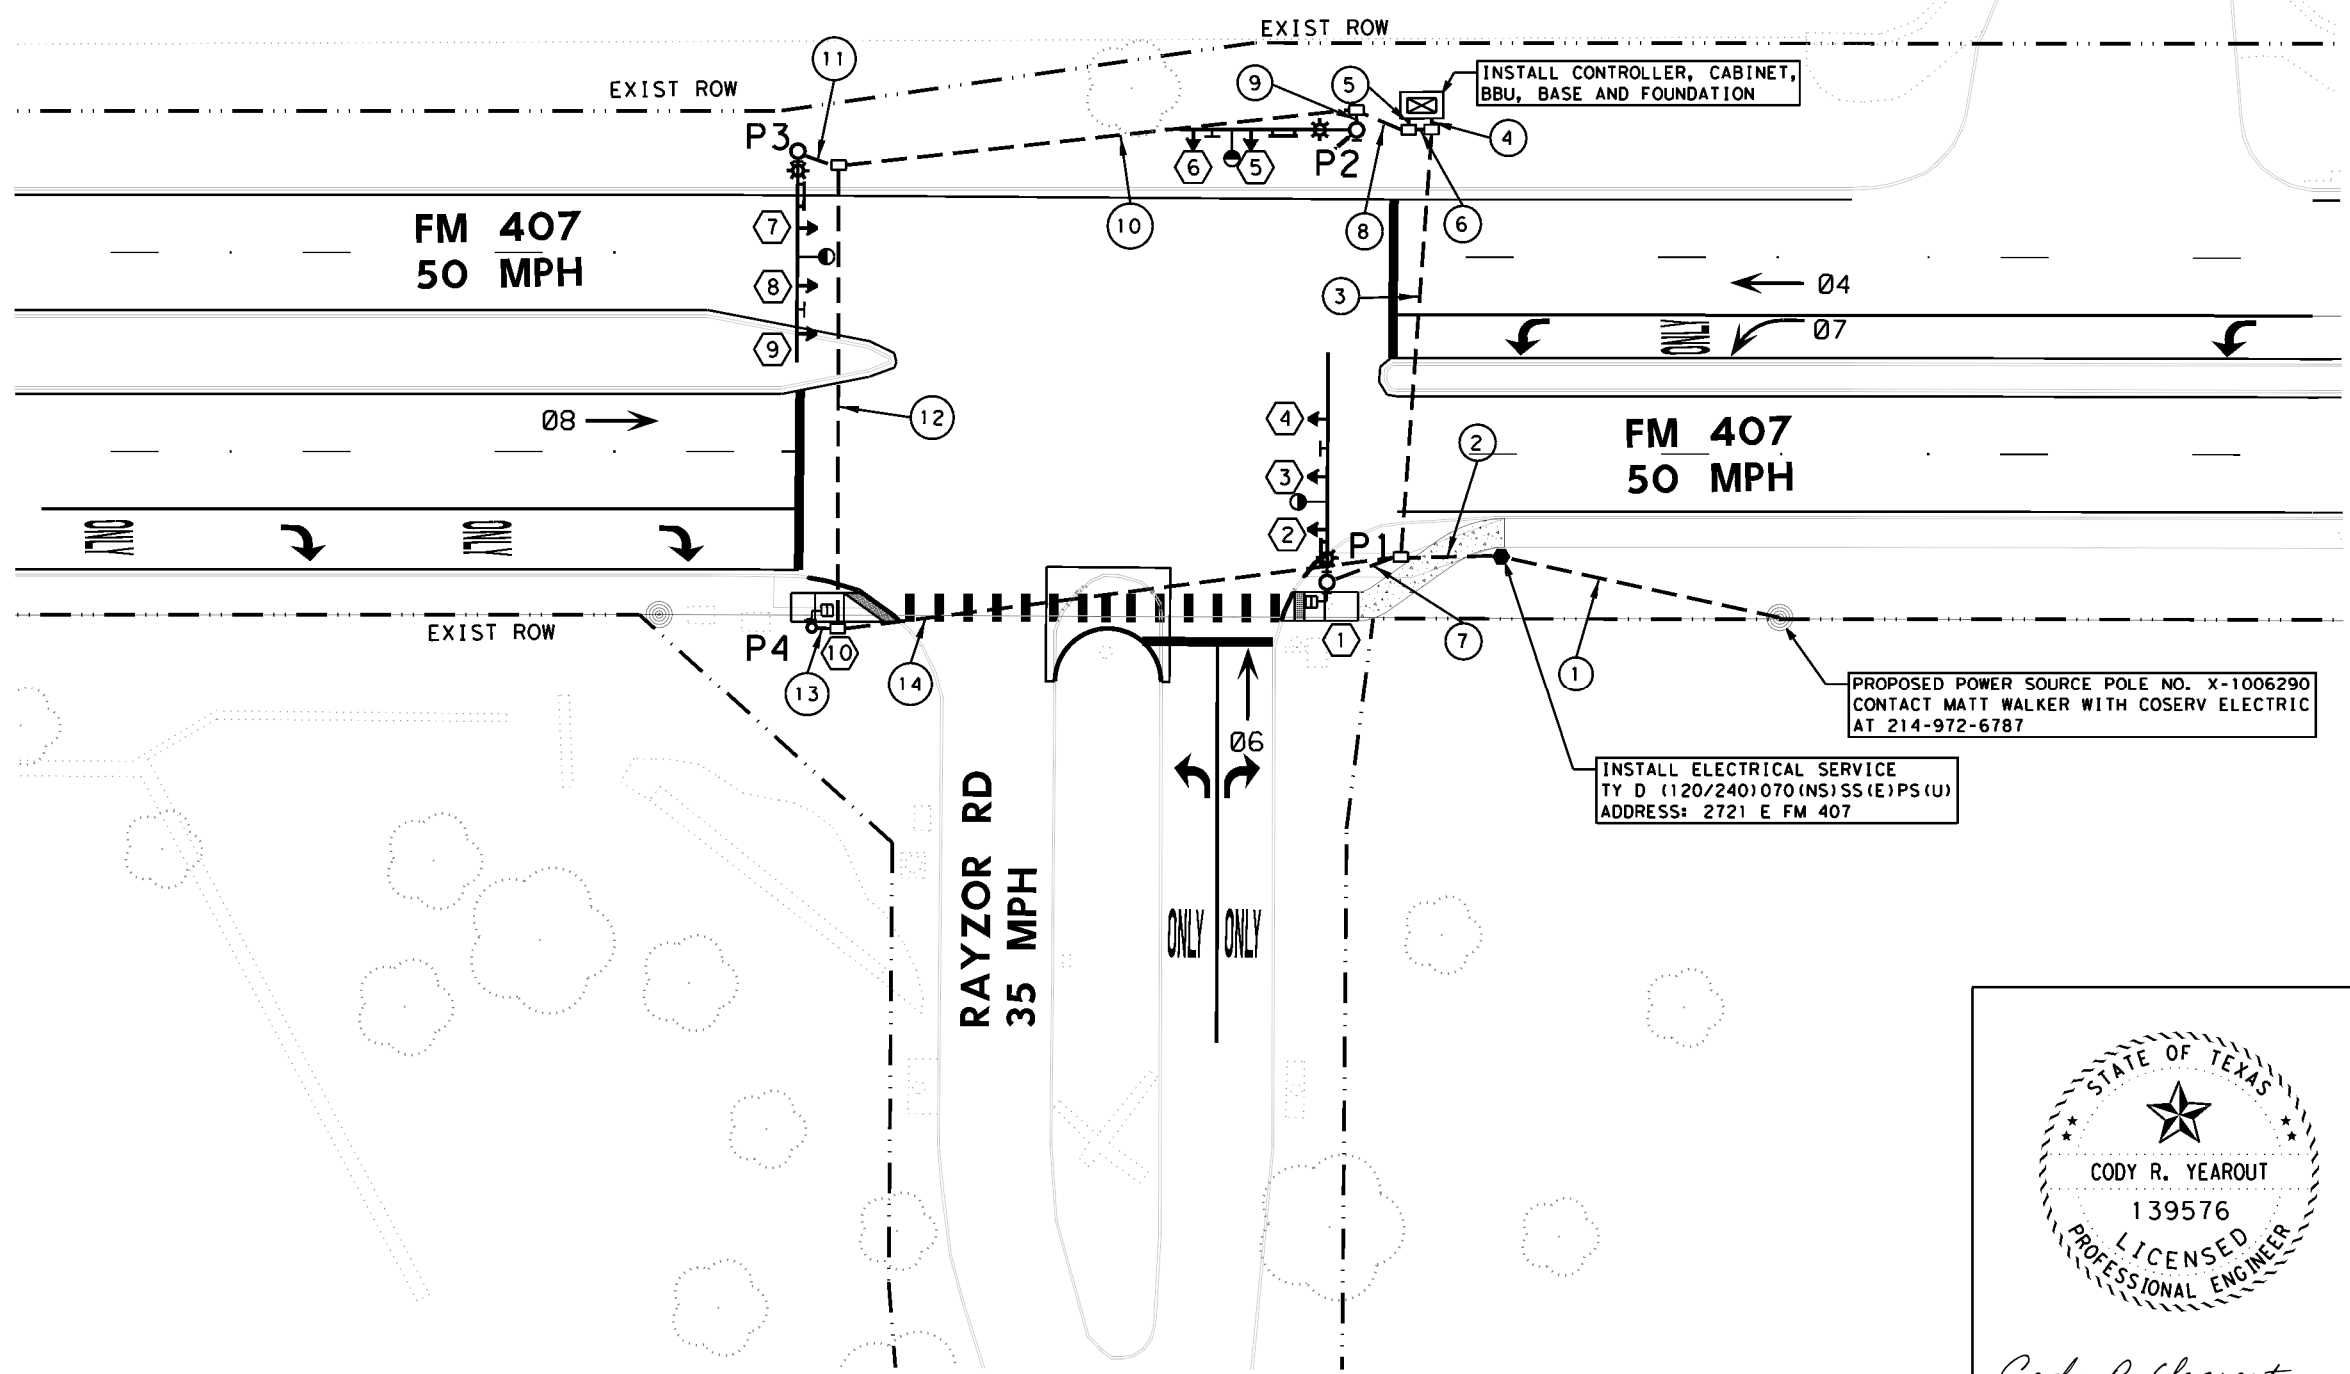 EXIST ROW
EXIST ROW
11
9
5
INSTALL CONTROLLER, CABINET,
BBU, BASE AND FOUNDATION
P3
4
6
5
P2
10
8
6
FM 407
50 MPH
7
8
9
3
Ø4
ONLY
Ø7
Ø8
12
4
3
2
2
FM 407
50 MPH
ONLY
ONLY
P1
EXIST ROW
P4
10
13
14
1
7
1
PROPOSED POWER SOURCE POLE NO. X-1006290
CONTACT MATT WALKER WITH COSERV ELECTRIC
AT 214-972-6787
Ø6
INSTALL ELECTRICAL SERVICE
TY D (120/240)070(NS)SS(E)PS(U)
ADDRESS: 2721 E FM 407
RAYZOR RD
35 MPH
ONLY
ONLY
STATE OF TEXAS
CODY R. YEAROUT
139576
LICENSED
PROFESSIONAL ENGINEER